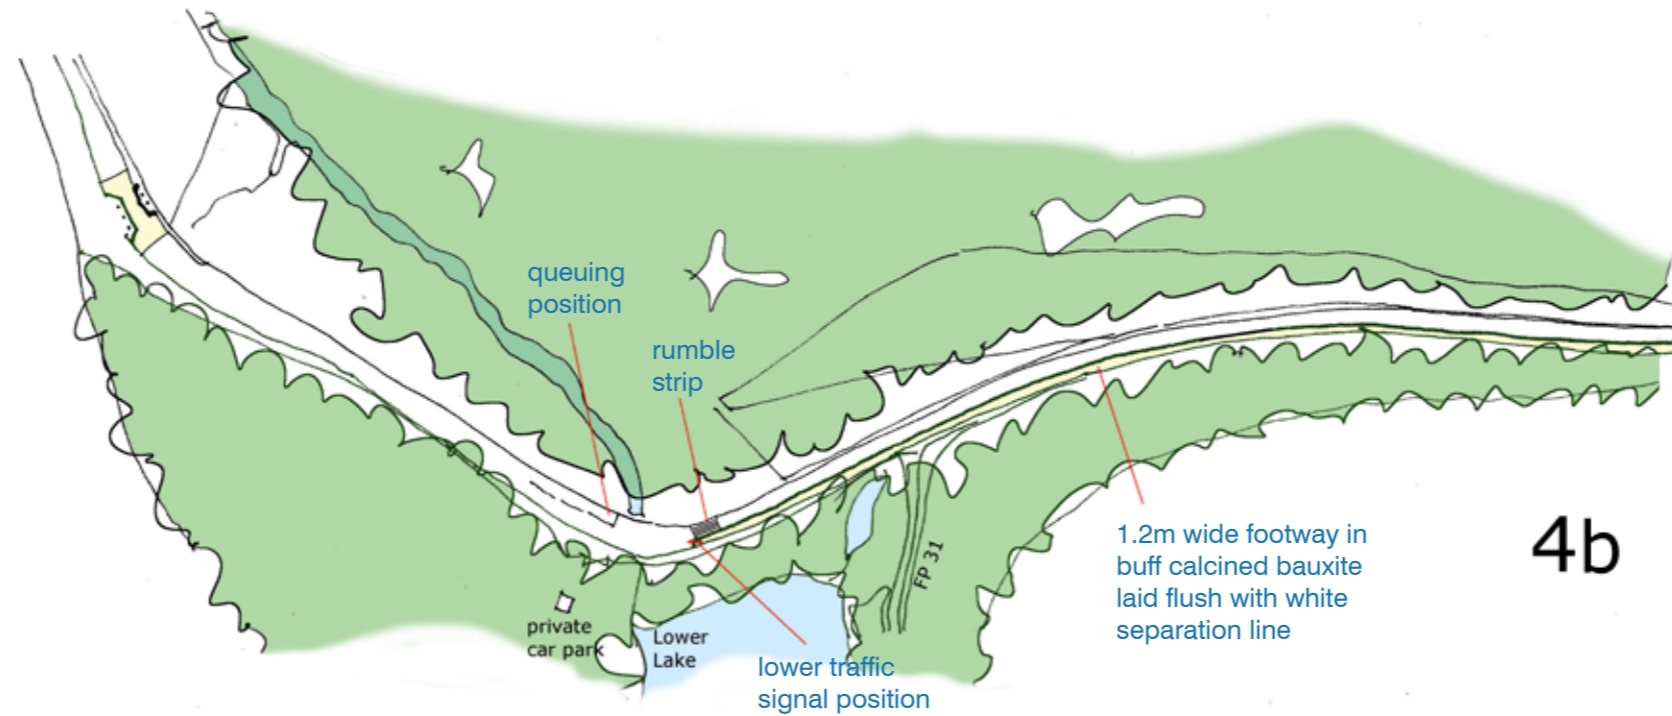 queuing
position
rumble
strip
FP 31
1.2m wide footway in
buff calcined bauxite
laid flush with white
separation line
4b
private
car park
Lower
Lake
lower traffic
signal position